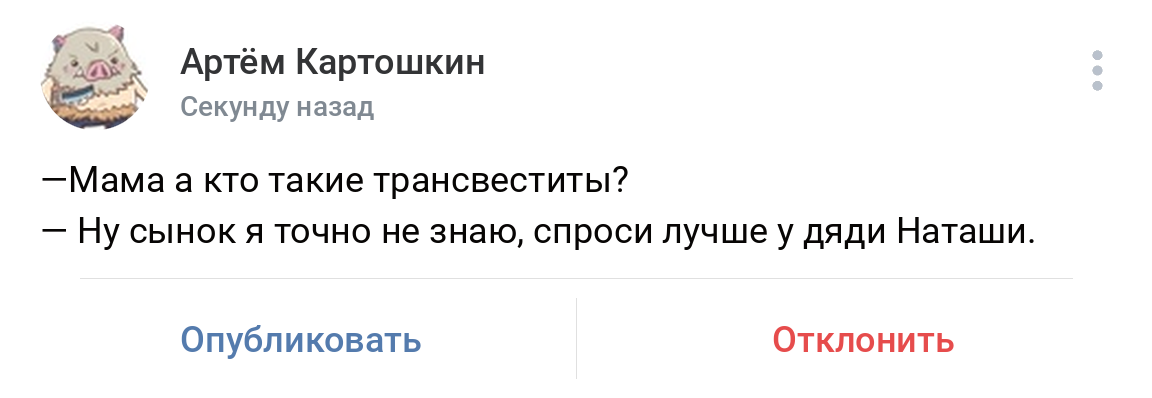 Артём Картошкин
Секунду назад
—Мама а кто такие трансвеститы?
— Ну сынок я точно не знаю, спроси лучше у дяди Наташи.
Опубликовать
Отклонить